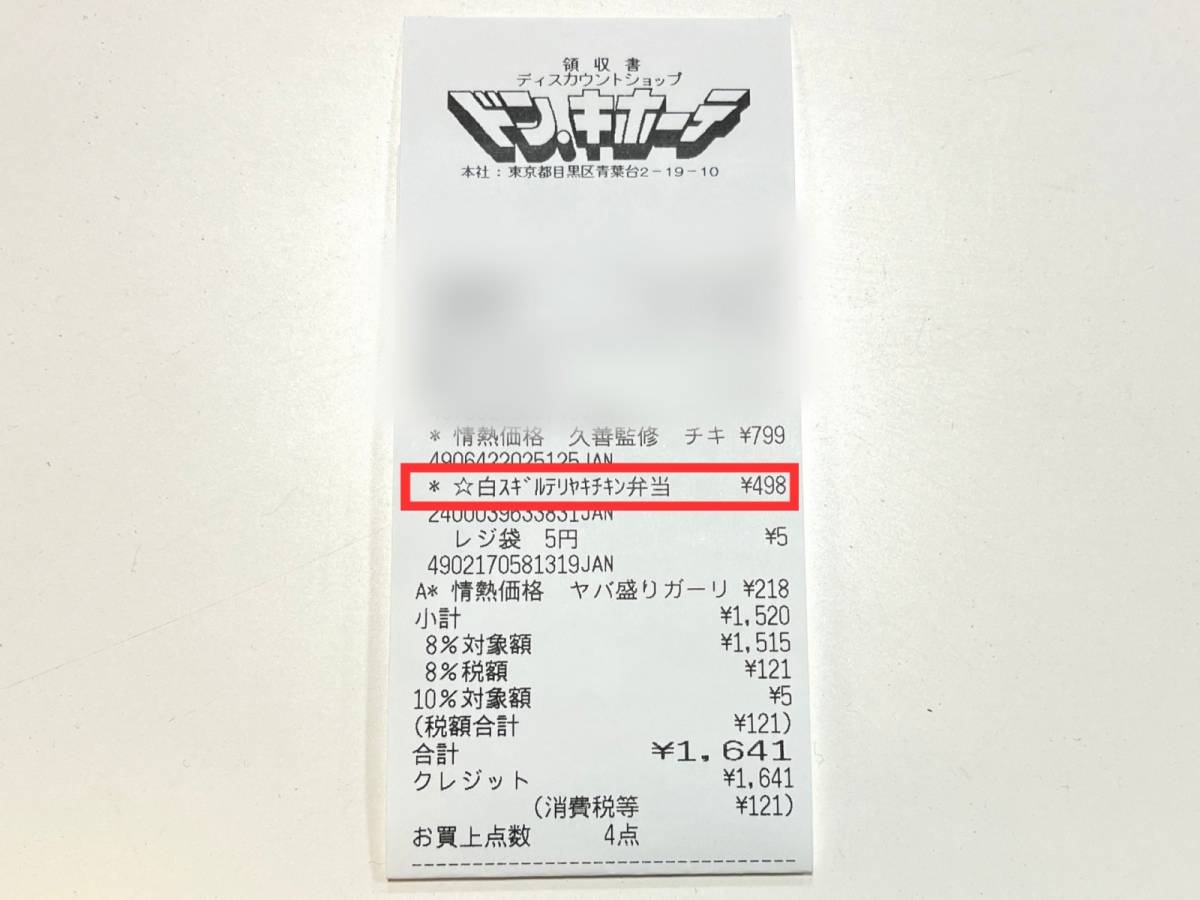 領収書
ディスカウントショップ
ドン.キホーテ
本社：東京都目黒区青葉台2－19－10
* 情熱価格 久善監修 チキ ¥799
4906422025125JAN
* ☆白ｽｷﾞﾙﾃﾘﾔｷﾁｷﾝ弁当 ¥498
2400039633831JAN
レジ袋 5円 ¥5
4902170581319JAN
A* 情熱価格 ヤバ盛りガーリ ¥218
小計 ¥1,520
8%対象額 ¥1,515
8%税額 ¥121
10%対象額 ¥5
(税額合計 ¥121)
合計 ¥1,641
クレジット ¥1,641
(消費税等 ¥121)
お買上点数 4点